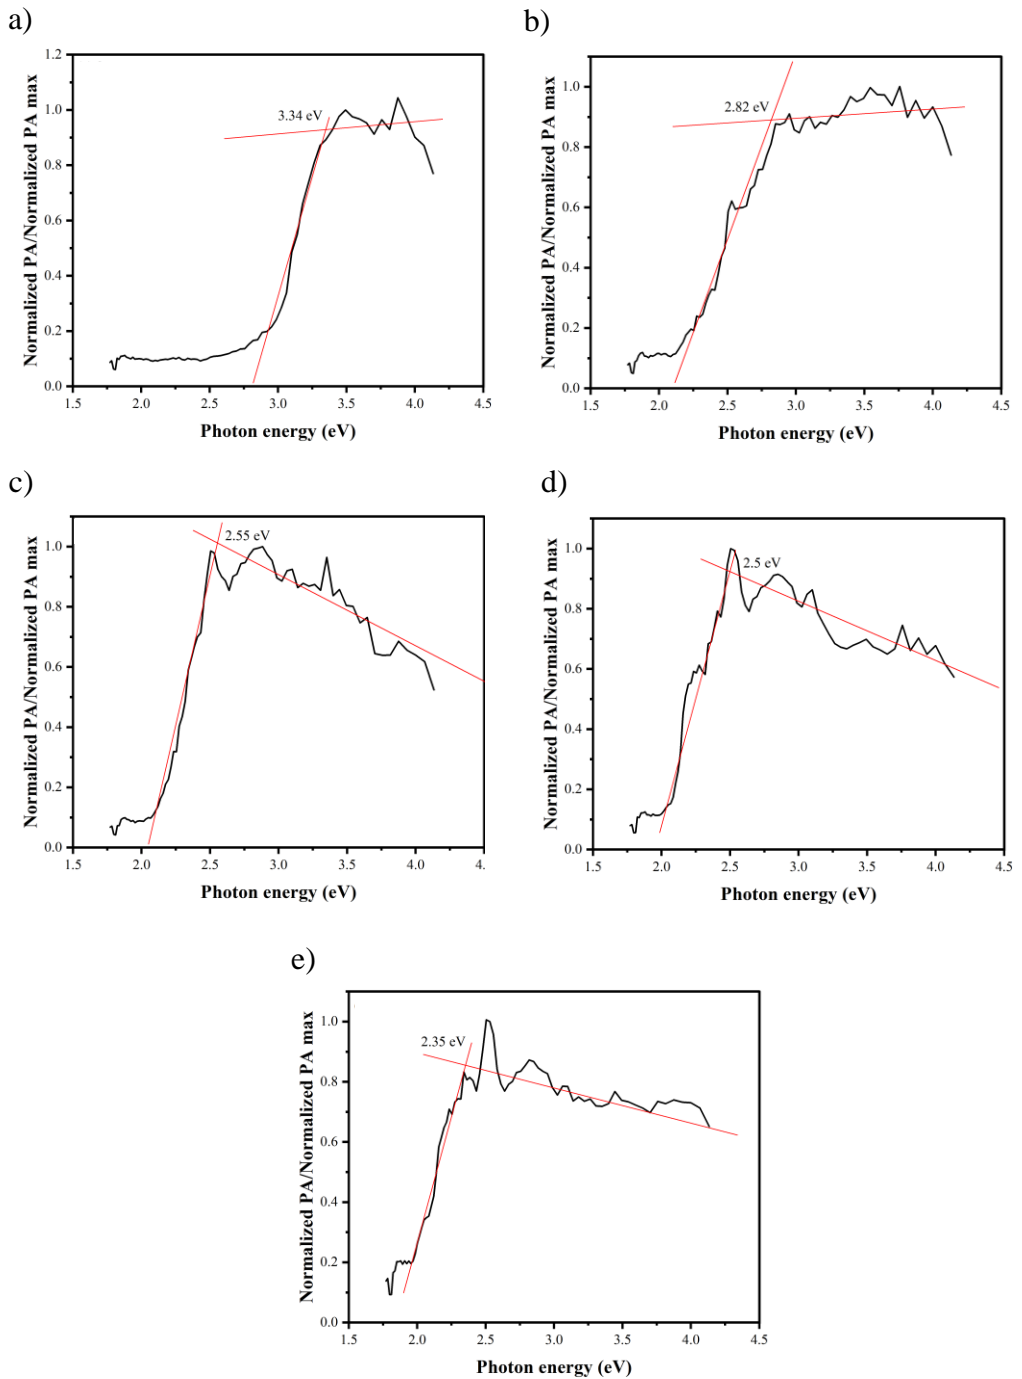 a)
1.2
1.0
0.8
0.6
0.4
0.2
0.0
3.34 eV
1.5 2.0 2.5 3.0 3.5 4.0 4.5
Photon energy (eV)
Normalized PA/Normalized PA max
b)
1.0
0.8
0.6
0.4
0.2
0.0
2.82 eV
1.5 2.0 2.5 3.0 3.5 4.0 4.5
Photon energy (eV)
Normalized PA/Normalized PA max
c)
1.0
0.8
0.6
0.4
0.2
0.0
2.55 eV
1.5 2.0 2.5 3.0 3.5 4.0 4.
Photon energy (eV)
Normalized PA/Normalized PA max
d)
1.0
0.8
0.6
0.4
0.2
0.0
2.5 eV
1.5 2.0 2.5 3.0 3.5 4.0 4.5
Photon energy (eV)
Normalized PA/Normalized PA max
e)
1.0
0.8
0.6
0.4
0.2
0.0
2.35 eV
1.5 2.0 2.5 3.0 3.5 4.0 4.5
Photon energy (eV)
Normalized PA/Normalized PA max